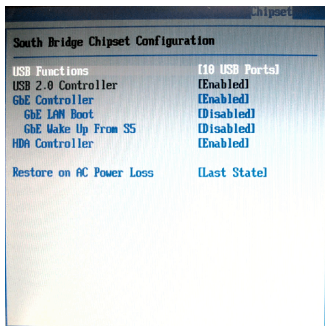 Chipset
South Bridge Chipset Configuration
USB Functions [10 USB Ports]
USB 2.0 Controller [Enabled]
GbE Controller [Enabled]
GbE LAN Boot [Disabled]
GbE Wake Up From S5 [Disabled]
HDA Controller [Enabled]
Restore on AC Power Loss [Last State]